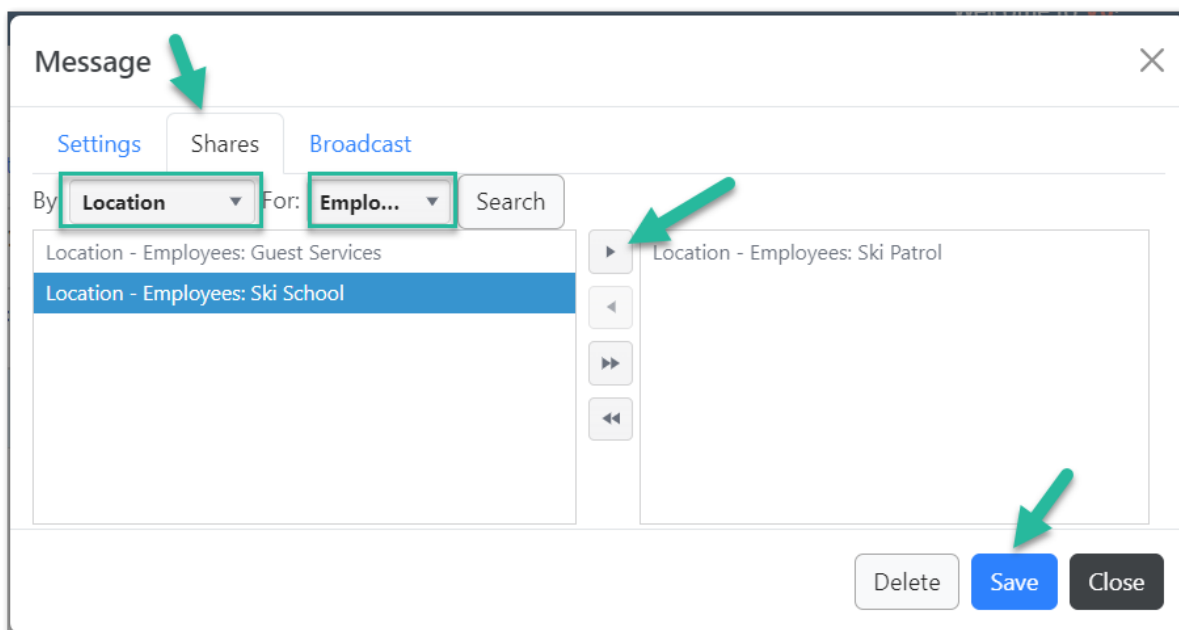 Message
Settings Shares Broadcast
By Location For: Emplo... Search
Location - Employees: Guest Services
Location - Employees: Ski Patrol
Location - Employees: Ski School
Delete Save Close